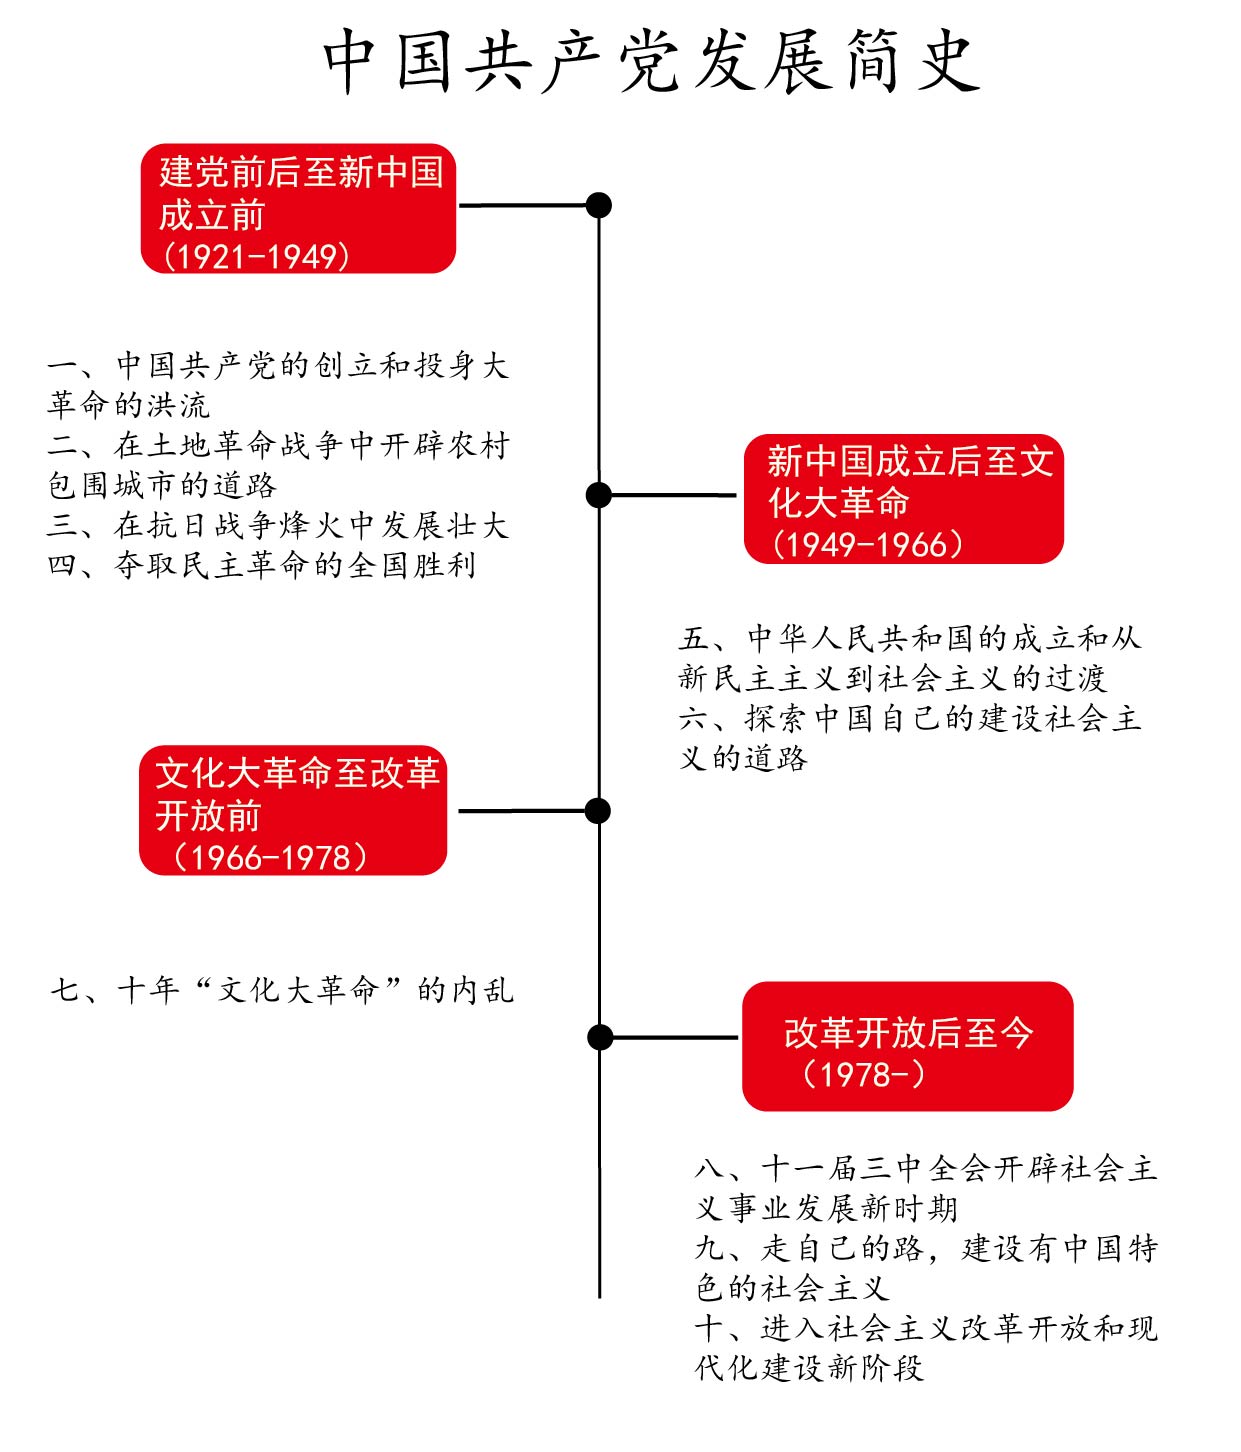 中国共产党发展简史
建党前后至新中国
成立前
(1921-1949)
一、中国共产党的创立和投身大
革命的洪流
二、在土地革命战争中开辟农村
包围城市的道路
三、在抗日战争烽火中发展壮大
四、夺取民主革命的全国胜利
新中国成立后至文
化大革命
(1949-1966)
五、中华人民共和国的成立和从
新民主主义到社会主义的过渡
六、探索中国自己的建设社会主
义的道路
文化大革命至改革
开放前
（1966-1978）
七、十年“文化大革命”的内乱
改革开放后至今
（1978-）
八、十一届三中全会开辟社会主
义事业发展新时期
九、走自己的路，建设有中国特
色的社会主义
十、进入社会主义改革开放和现
代化建设新阶段